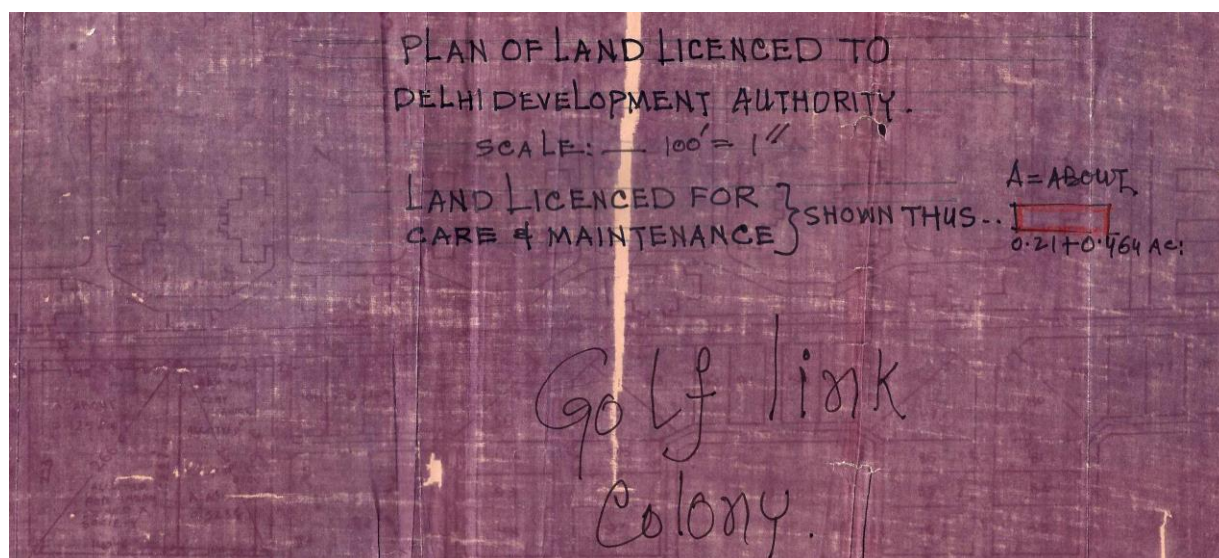 PLAN OF LAND LICENCED TO
DELHI DEVELOPMENT AUTHORITY.
SCALE:— 100'= 1"
LAND LICENCED FOR
CARE & MAINTENANCE } SHOWN THUS..
A = ABOUT
0.21+0.464 AC:
Golf link
Colony.